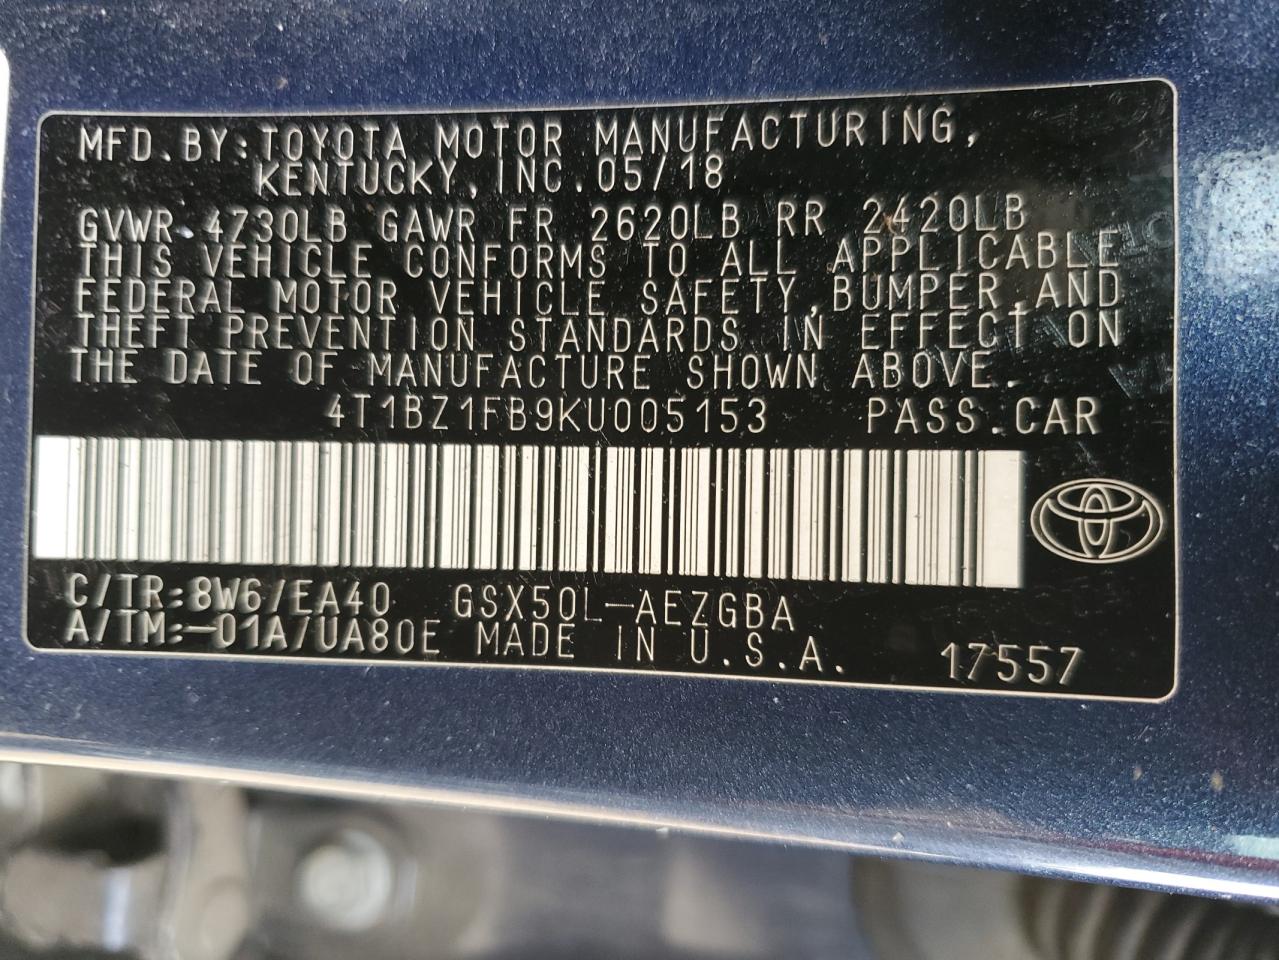 MFD. BY: TOYOTA MOTOR MANUFACTURING,
KENTUCKY, INC. 05/18
GVWR 4730LB GAWR FR 2620LB RR 2420LB
THIS VEHICLE CONFORMS TO ALL APPLICABLE
FEDERAL MOTOR VEHICLE SAFETY, BUMPER, AND
THEFT PREVENTION STANDARDS IN EFFECT ON
THE DATE OF MANUFACTURE SHOWN ABOVE.
4T1BZ1FB9KU005153 PASS. CAR
C/TR: 8W6/EA40 GSX50L-AEZGBA
A/TM:-01A/UA80E MADE IN U.S.A. 17557